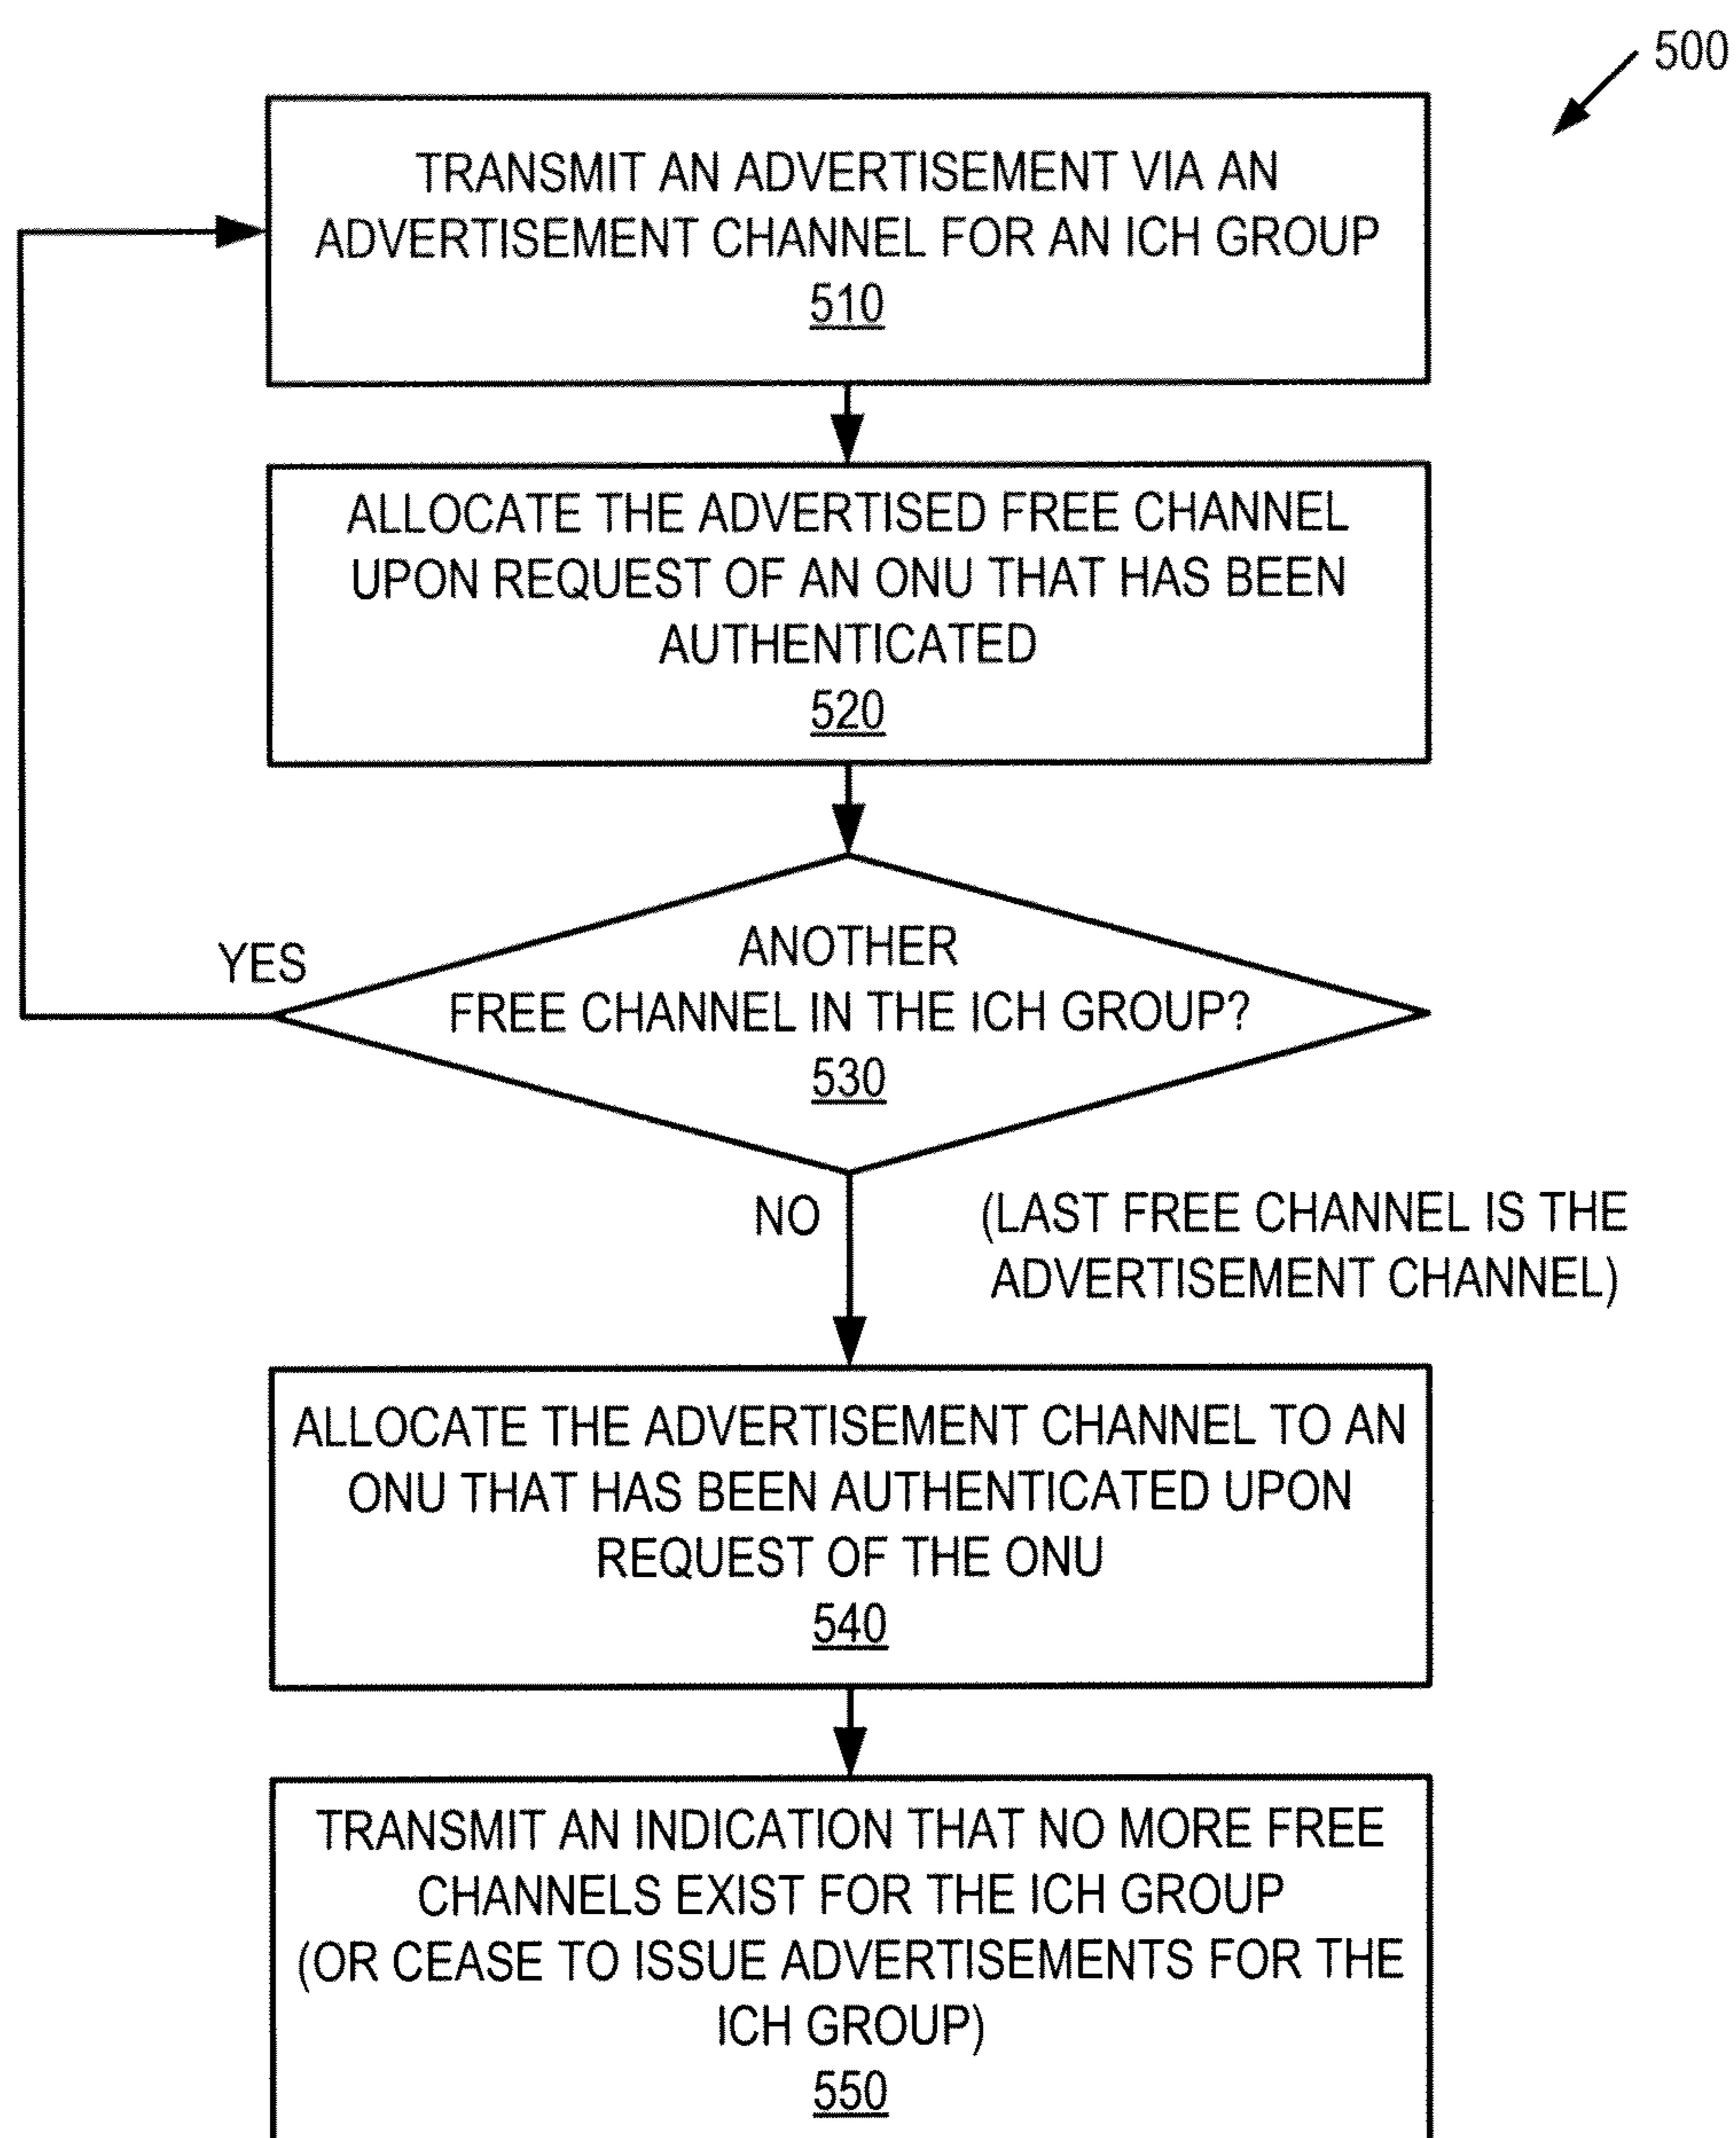 500
TRANSMIT AN ADVERTISEMENT VIA AN
ADVERTISEMENT CHANNEL FOR AN ICH GROUP
510
ALLOCATE THE ADVERTISED FREE CHANNEL
UPON REQUEST OF AN ONU THAT HAS BEEN
AUTHENTICATED
520
YES
ANOTHER
FREE CHANNEL IN THE ICH GROUP?
530
NO
(LAST FREE CHANNEL IS THE
ADVERTISEMENT CHANNEL)
ALLOCATE THE ADVERTISEMENT CHANNEL TO AN
ONU THAT HAS BEEN AUTHENTICATED UPON
REQUEST OF THE ONU
540
TRANSMIT AN INDICATION THAT NO MORE FREE
CHANNELS EXIST FOR THE ICH GROUP
(OR CEASE TO ISSUE ADVERTISEMENTS FOR THE
ICH GROUP)
550